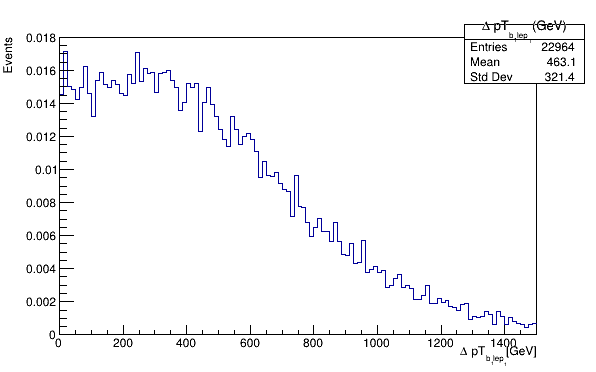 Δ pT_{b_1lep_1} (GeV)
Entries 22964
Mean 463.1
Std Dev 321.4
Events
0.018
0.016
0.014
0.012
0.01
0.008
0.006
0.004
0.002
0
0 200 400 600 800 1000 1200 1400
Δ pT_{b_1lep_1}[GeV]